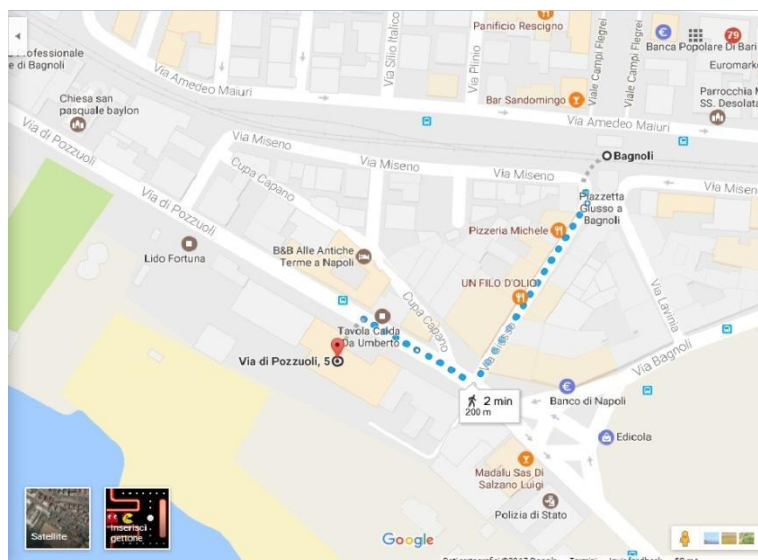 Panificio Rescigno
79
Banca Popolare Di Bari
Euromark
Professionale
e di Bagnoli
Via Silio Italico
Via Plinio
Viale Campi Flegrei
Via Amedeo Maiuri
Bar Sandomingo
Parrocchia M
SS. Desolata
Chiesa san
pasquale baylon
Via Amedeo Maiuri
Via Miseno
Via Miseno
Via Miseno
Bagnoli
Via Misen
Via di Pozzuoli
Cupa Capano
Piazzetta
Giusso a
Bagnoli
Via di Pozzuoli
Pizzeria Michele
Lido Fortuna
B&B Alle Antiche
Terme a Napoli
UN FILO D'OLIO
Via Lavinia
Cupa Capano
Tavola Calda
Da Umberto
Via Giusso
Via Bagnoli
Via di Pozzuoli, 5
2 min
200 m
Banco di Napoli
Edicola
Madalu Sas Di
Salzano Luigi
Polizia di Stato
Satellite
Inserisci
gettone
Google